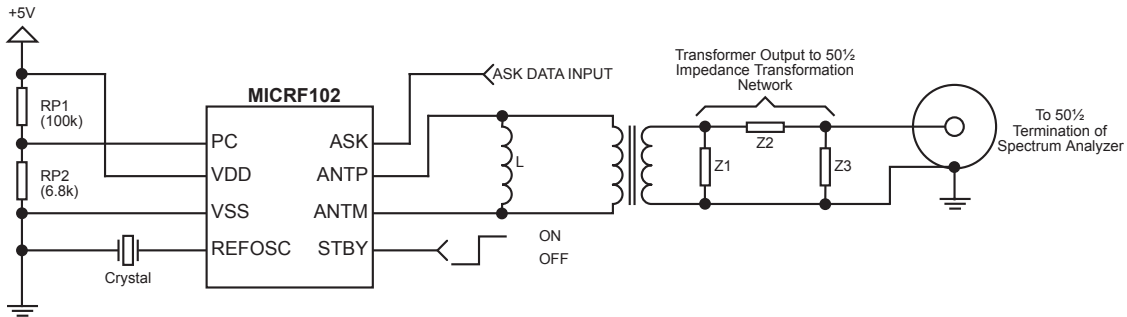 +5V
RP1
(100k)
RP2
(6.8k)
Crystal
MICRF102
PC
VDD
VSS
REFOSC
ASK
ANTP
ANTM
STBY
ASK DATA INPUT
ON
OFF
L
Transformer Output to 50½
Impedance Transformation
Network
Z1
Z2
Z3
To 50½
Termination of
Spectrum Analyzer